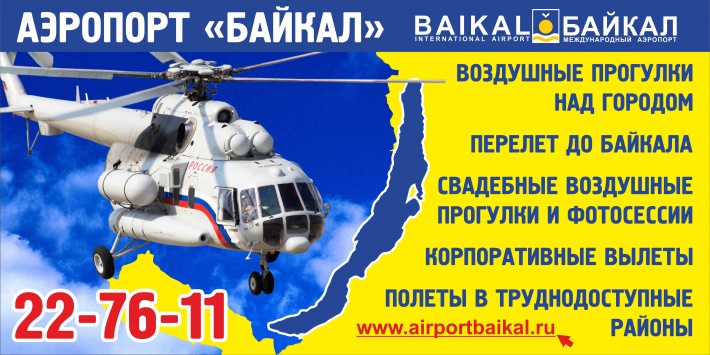 АЭРОПОРТ «БАЙКАЛ»
BAIKAL БАЙКАЛ
INTERNATIONAL AIRPORT МЕЖДУНАРОДНЫЙ АЭРОПОРТ
ВОЗДУШНЫЕ ПРОГУЛКИ
НАД ГОРОДОМ
ПЕРЕЛЕТ ДО БАЙКАЛА
СВАДЕБНЫЕ ВОЗДУШНЫЕ
ПРОГУЛКИ И ФОТОСЕССИИ
КОРПОРАТИВНЫЕ ВЫЛЕТЫ
ПОЛЕТЫ В ТРУДНОДОСТУПНЫЕ
РАЙОНЫ
РОССИЯ
22-76-11
www.airportbaikal.ru